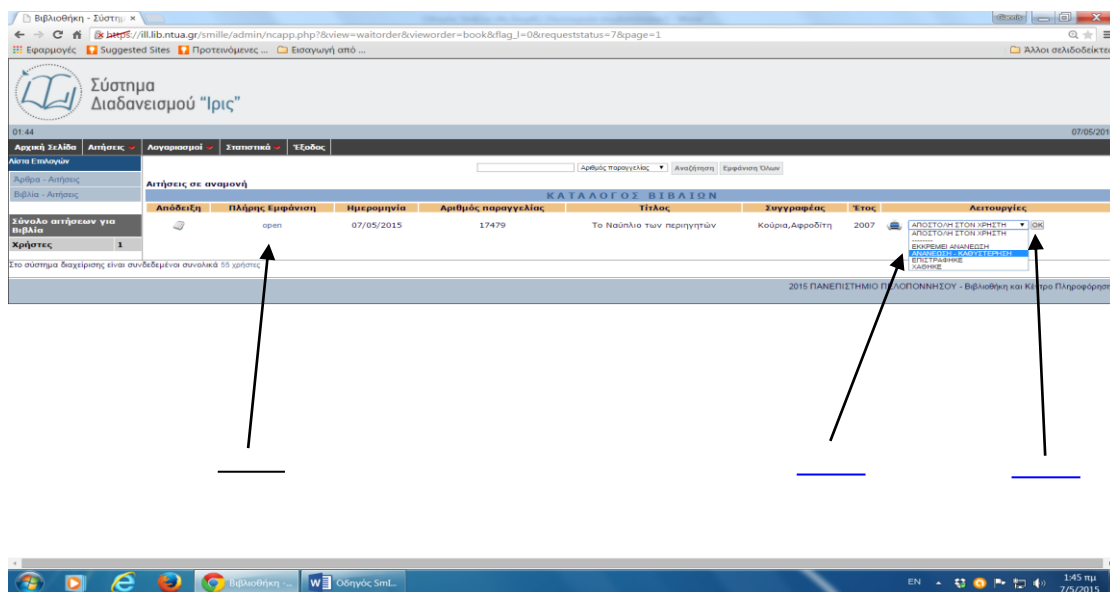 Βιβλιοθήκη - Σύστημ ×
https://ill.lib.ntua.gr/smille/admin/ncapp.php?&view=waitorder&vieworder=book&flag_l=0&requeststatus=7&page=1
Εφαρμογές Suggested Sites Προτεινόμενες ... Εισαγωγή από ... Άλλοι σελιδοδείκτες
Σύστημα
Διαδανεισμού "Ιρις"
01:44 07/05/201
Αρχική Σελίδα Αιτήσεις Λογαριασμοί Στατιστικά Έξοδος
Λίστα Επιλογών
Αριθμός παραγγελίας Αναζήτηση Εμφάνιση Όλων
Άρθρα - Αιτήσεις
Βιβλία - Αιτήσεις
Αιτήσεις σε αναμονή
ΚΑΤΑΛΟΓΟΣ ΒΙΒΛΙΩΝ
Απόδειξη Πλήρης Εμφάνιση Ημερομηνία Αριθμός παραγγελίας Τίτλος Συγγραφέας Έτος Λειτουργίες
open 07/05/2015 17479 Το Ναύπλιο των περιηγητών Κούρια,Αφροδίτη 2007 ΑΠΟΣΤΟΛΗ ΣΤΟΝ ΧΡΗΣΤΗ OK
ΑΠΟΣΤΟΛΗ ΣΤΟΝ ΧΡΗΣΤΗ
--------
ΕΚΚΡΕΜΕΙ ΑΝΑΝΕΩΣΗ
ΑΝΑΝΕΩΣΗ - ΚΑΘΥΣΤΕΡΗΣΗ
ΕΠΙΣΤΡΑΦΗΚΕ
ΧΑΘΗΚΕ
Σύνολο αιτήσεων για
Βιβλία
Χρήστες 1
Στο σύστημα διαχείρισης είναι συνδεδεμένοι συνολικά 55 χρήστες
2015 ΠΑΝΕΠΙΣΤΗΜΙΟ ΠΕΛΟΠΟΝΝΗΣΟΥ - Βιβλιοθήκη και Κέντρο Πληροφόρησης
Βιβλιοθήκη -... Οδηγός Smi... EN 1:45 πμ
7/5/2015